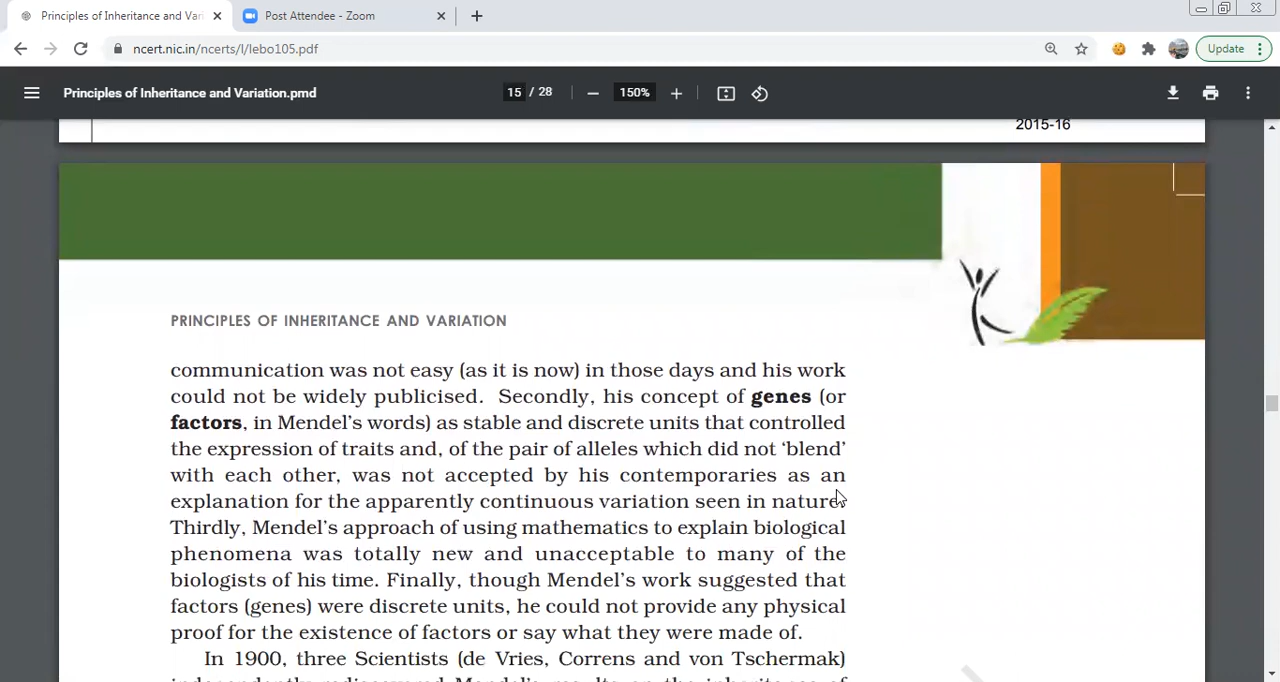 Principles of Inheritance and Vari
Post Attendee - Zoom
ncert.nic.in/ncerts/l/lebo105.pdf
Update
Principles of Inheritance and Variation.pmd
15 / 28
150%
2015-16
PRINCIPLES OF INHERITANCE AND VARIATION
communication was not easy (as it is now) in those days and his work
could not be widely publicised. Secondly, his concept of genes (or
factors, in Mendel's words) as stable and discrete units that controlled
the expression of traits and, of the pair of alleles which did not 'blend'
with each other, was not accepted by his contemporaries as an
explanation for the apparently continuous variation seen in nature.
Thirdly, Mendel's approach of using mathematics to explain biological
phenomena was totally new and unacceptable to many of the
biologists of his time. Finally, though Mendel's work suggested that
factors (genes) were discrete units, he could not provide any physical
proof for the existence of factors or say what they were made of.
In 1900, three Scientists (de Vries, Correns and von Tschermak)
independently rediscovered Mendel's results on the inheritance of